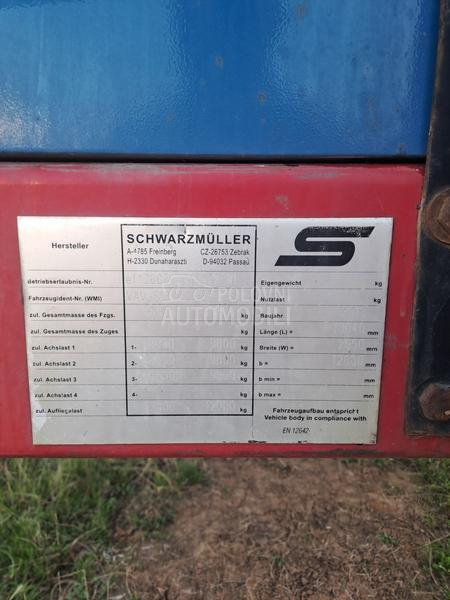 Hersteller
SCHWARZMÜLLER
A-4785 Freinberg CZ-26753 Zebrak
H-2330 Dunaharaszti D-94032 Passau
S
Betriebserlaubnis-Nr.
Eigengewicht kg
Fahrzeugident-Nr. (WMI)
Nutzlast kg
zul. Gesamtmasse des Fzgs. kg
Baujahr
zul. Gesamtmasse des Zuges kg
Länge (L) = mm
zul. Achslast 1 1- kg
Breite (W) = mm
zul. Achslast 2 2- kg
b = mm
zul. Achslast 3 3- kg
b min = mm
zul. Achslast 4 4- kg
b max = mm
zul. Aufliegelast kg
Fahrzeugaufbau entspricht
Vehicle body in compliance with
EN 12642-
POLOVNI
AUTOMOBILI